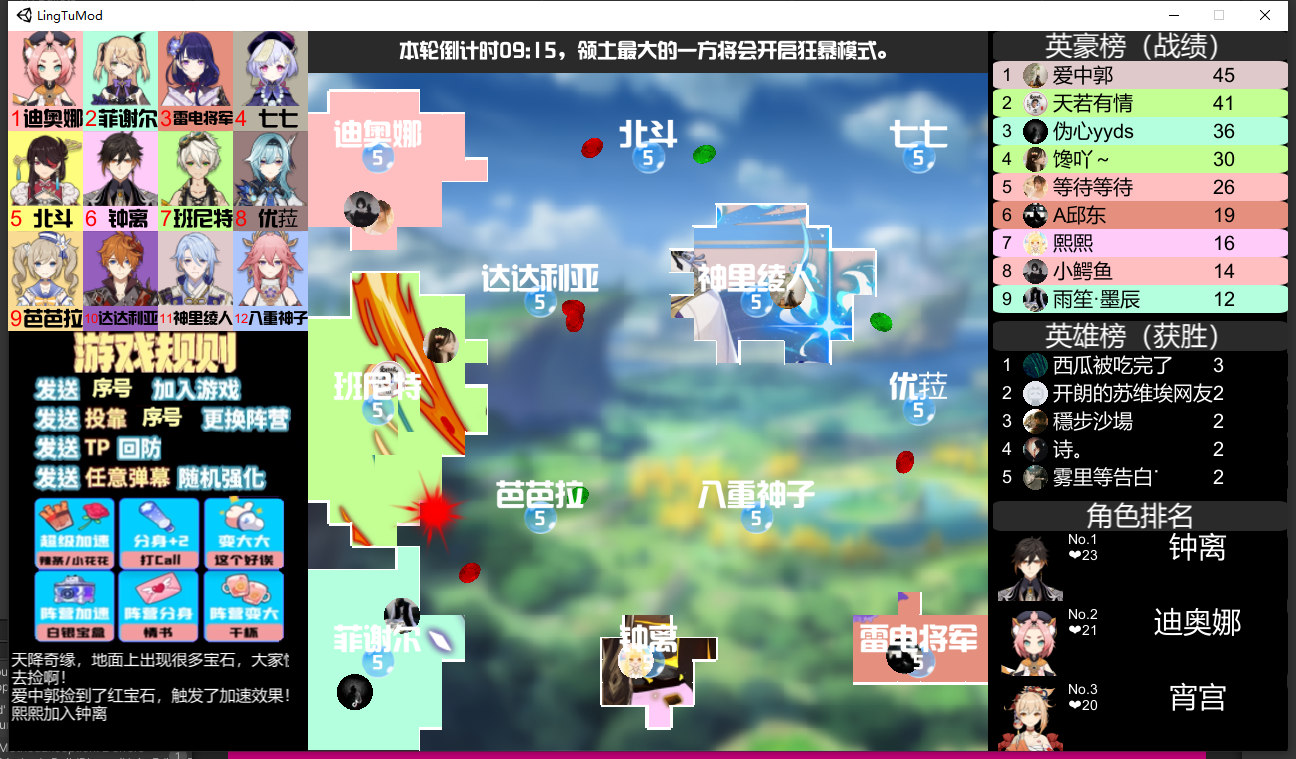 LingTuMod
本轮倒计时09:15，领土最大的一方将会开启狂暴模式。
1迪奥娜 2菲谢尔 3雷电将军 4 七七
5 北斗 6 钟离 7班尼特 8 优菈
9芭芭拉 10达达利亚 11神里绫人 12八重神子
游戏规则
发送 序号 加入游戏
发送 投靠 序号 更换阵营
发送 TP 回防
发送 任意弹幕 随机强化
超级加速 分身+2 变大大
辣条/小花花 打Call 这个好诶
阵营加速 阵营分身 阵营变大
白银宝盒 情书 干杯
天降奇缘，地面上出现很多宝石，大家
去捡啊！
爱中郭捡到了红宝石，触发了加速效果！
熙熙加入钟离
迪奥娜
5
北斗
5
七七
5
达达利亚
5
神里绫人
5
班尼特
5
优菈
5
芭芭拉
5
八重神子
5
菲谢尔
5
钟离
雷电将军
5
英豪榜（战绩）
1 爱中郭 45
2 天若有情 41
3 伪心yyds 36
4 馋吖~ 30
5 等待等待 26
6 A邱东 19
7 熙熙 16
8 小鳄鱼 14
9 雨笙·墨辰 12
英雄榜（获胜）
1 西瓜被吃完了 3
2 开朗的苏维埃网友2
3 穩步沙場 2
4 诗。 2
5 雾里等告白 2
角色排名
No.1
❤23
钟离
No.2
❤21
迪奥娜
No.3
❤20
宵宫